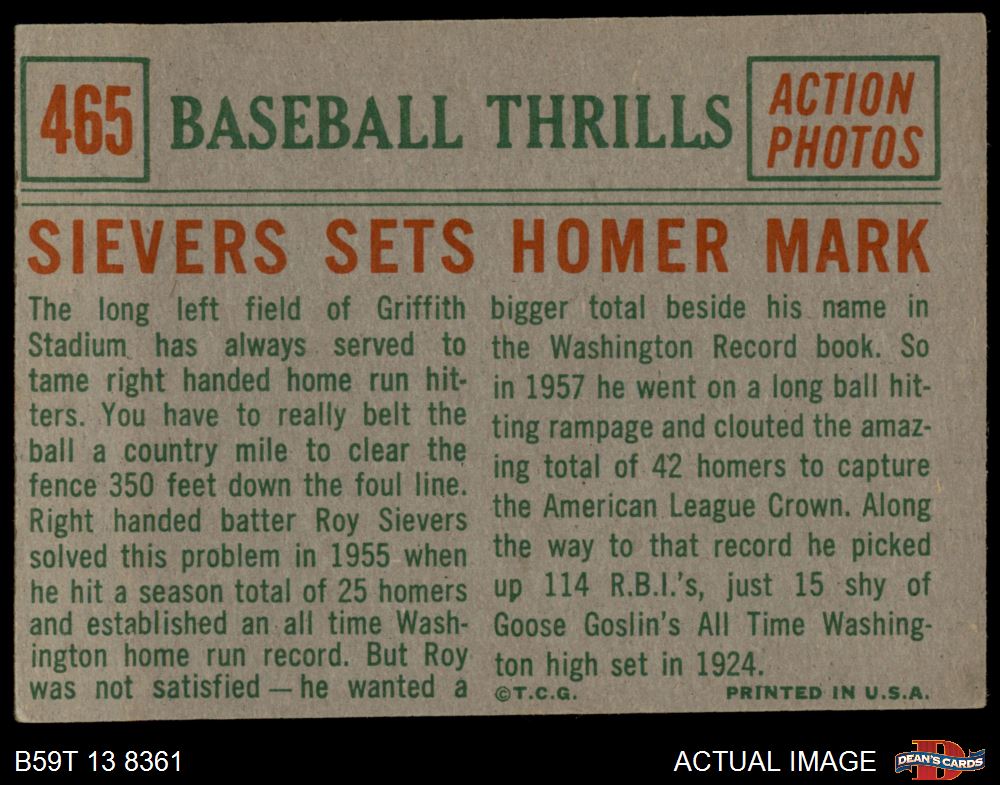 465
BASEBALL THRILLS
ACTION
PHOTOS
SIEVERS SETS HOMER MARK
The long left field of Griffith
Stadium has always served to
tame right handed home run hit-
ters. You have to really belt the
ball a country mile to clear the
fence 350 feet down the foul line.
Right handed batter Roy Sievers
solved this problem in 1955 when
he hit a season total of 25 homers
and established an all time Wash-
ington home run record. But Roy
was not satisfied — he wanted a
bigger total beside his name in
the Washington Record book. So
in 1957 he went on a long ball hit-
ting rampage and clouted the amaz-
ing total of 42 homers to capture
the American League Crown. Along
the way to that record he picked
up 114 R.B.I.'s, just 15 shy of
Goose Goslin's All Time Washing-
ton high set in 1924.
©T.C.G. PRINTED IN U.S.A.
B59T 13 8361
ACTUAL IMAGE
D
DEAN'S CARDS